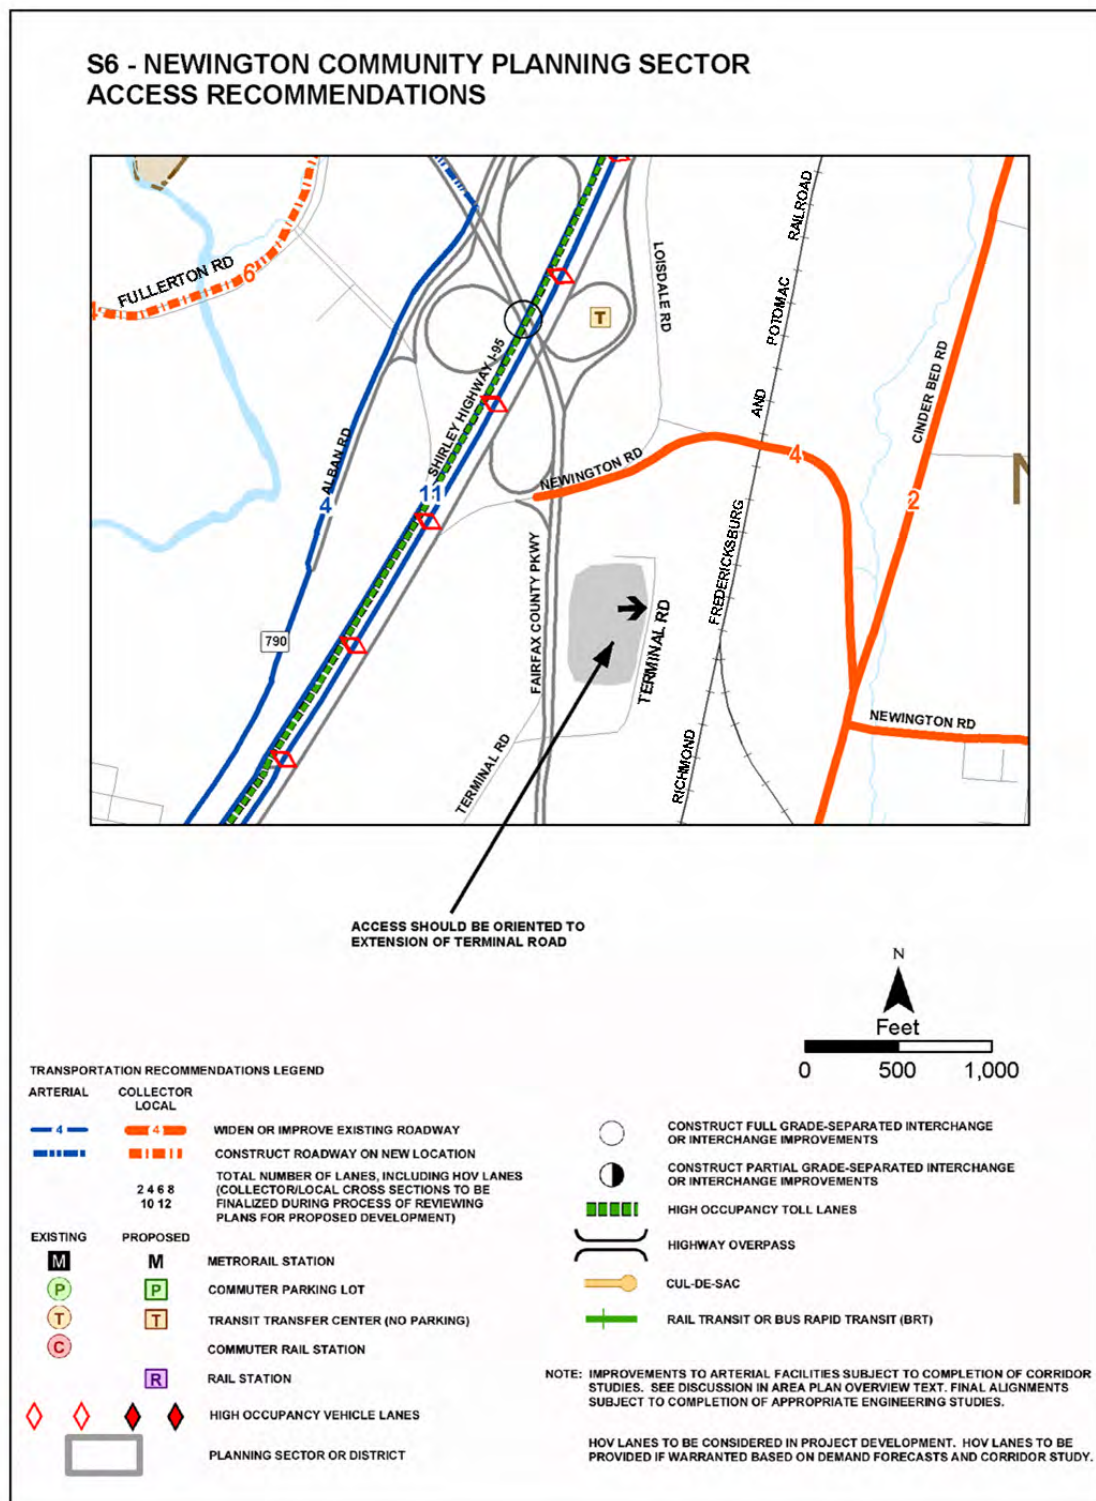 S6 - NEWINGTON COMMUNITY PLANNING SECTOR
ACCESS RECOMMENDATIONS
FULLERTON RD
6
4
ALBAN RD
4
790
SHIRLEY HIGHWAY I-95
11
T
LOISDALE RD
NEWINGTON RD
4
FAIRFAX COUNTY PKWY
TERMINAL RD
TERMINAL RD
RICHMOND
FREDERICKSBURG
AND
POTOMAC
RAILROAD
CINDER BED RD
2
NEWINGTON RD
N
ACCESS SHOULD BE ORIENTED TO
EXTENSION OF TERMINAL ROAD
N
Feet
0 500 1,000
TRANSPORTATION RECOMMENDATIONS LEGEND
ARTERIAL COLLECTOR
LOCAL
4 4 WIDEN OR IMPROVE EXISTING ROADWAY
CONSTRUCT ROADWAY ON NEW LOCATION
TOTAL NUMBER OF LANES, INCLUDING HOV LANES
2 4 6 8 (COLLECTOR/LOCAL CROSS SECTIONS TO BE
10 12 FINALIZED DURING PROCESS OF REVIEWING
PLANS FOR PROPOSED DEVELOPMENT)
EXISTING PROPOSED
M M METRORAIL STATION
P P COMMUTER PARKING LOT
T T TRANSIT TRANSFER CENTER (NO PARKING)
C COMMUTER RAIL STATION
R RAIL STATION
HIGH OCCUPANCY VEHICLE LANES
PLANNING SECTOR OR DISTRICT
CONSTRUCT FULL GRADE-SEPARATED INTERCHANGE
OR INTERCHANGE IMPROVEMENTS
CONSTRUCT PARTIAL GRADE-SEPARATED INTERCHANGE
OR INTERCHANGE IMPROVEMENTS
HIGH OCCUPANCY TOLL LANES
HIGHWAY OVERPASS
CUL-DE-SAC
RAIL TRANSIT OR BUS RAPID TRANSIT (BRT)
NOTE: IMPROVEMENTS TO ARTERIAL FACILITIES SUBJECT TO COMPLETION OF CORRIDOR
STUDIES. SEE DISCUSSION IN AREA PLAN OVERVIEW TEXT. FINAL ALIGNMENTS
SUBJECT TO COMPLETION OF APPROPRIATE ENGINEERING STUDIES.
HOV LANES TO BE CONSIDERED IN PROJECT DEVELOPMENT. HOV LANES TO BE
PROVIDED IF WARRANTED BASED ON DEMAND FORECASTS AND CORRIDOR STUDY.